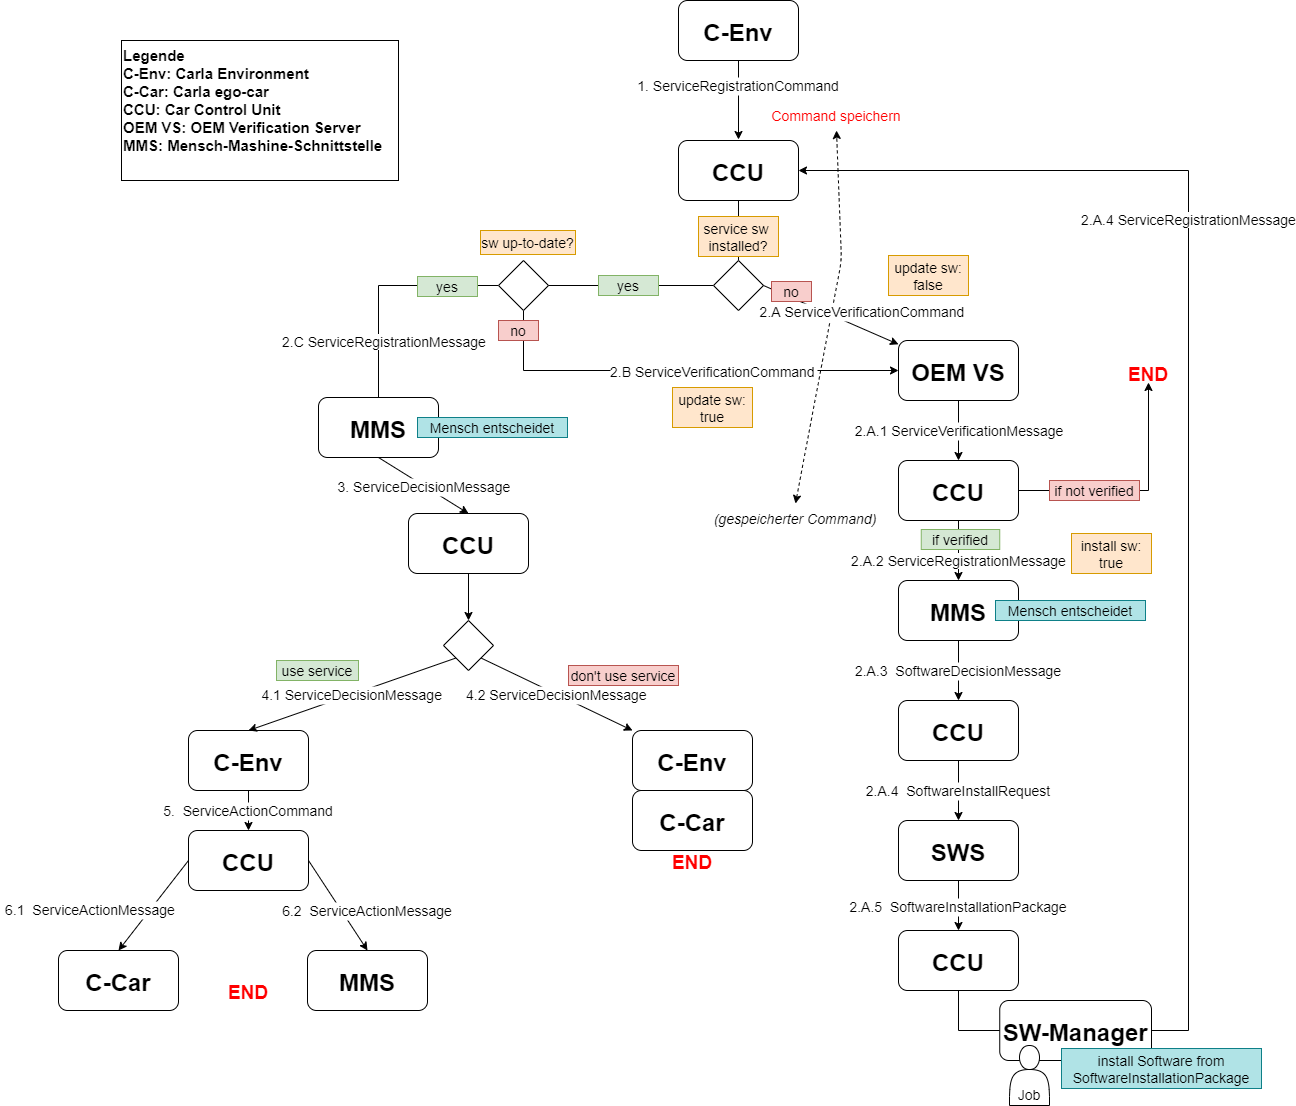 C-Env
Legende
C-Env: Carla Environment
C-Car: Carla ego-car
CCU: Car Control Unit
OEM VS: OEM Verification Server
MMS: Mensch-Mashine-Schnittstelle
1. ServiceRegistrationCommand
Command speichern
CCU
2.A.4 ServiceRegistrationMessage
service sw
installed?
sw up-to-date?
update sw:
false
yes
yes
no
2.A ServiceVerificationCommand
no
2.C ServiceRegistrationMessage
2.B ServiceVerificationCommand
OEM VS
END
update sw:
true
MMS
Mensch entscheidet
2.A.1 ServiceVerificationMessage
3. ServiceDecisionMessage
CCU
if not verified
(gespeicherter Command)
CCU
if verified
install sw:
true
2.A.2 ServiceRegistrationMessage
MMS
Mensch entscheidet
use service
don't use service
2.A.3 SoftwareDecisionMessage
4.1 ServiceDecisionMessage
4.2 ServiceDecisionMessage
CCU
C-Env
C-Env
2.A.4 SoftwareInstallRequest
5. ServiceActionCommand
C-Car
CCU
END
SWS
6.1 ServiceActionMessage
6.2 ServiceActionMessage
2.A.5 SoftwareInstallationPackage
CCU
C-Car
END
MMS
SW-Manager
install Software from
SoftwareInstallationPackage
Job